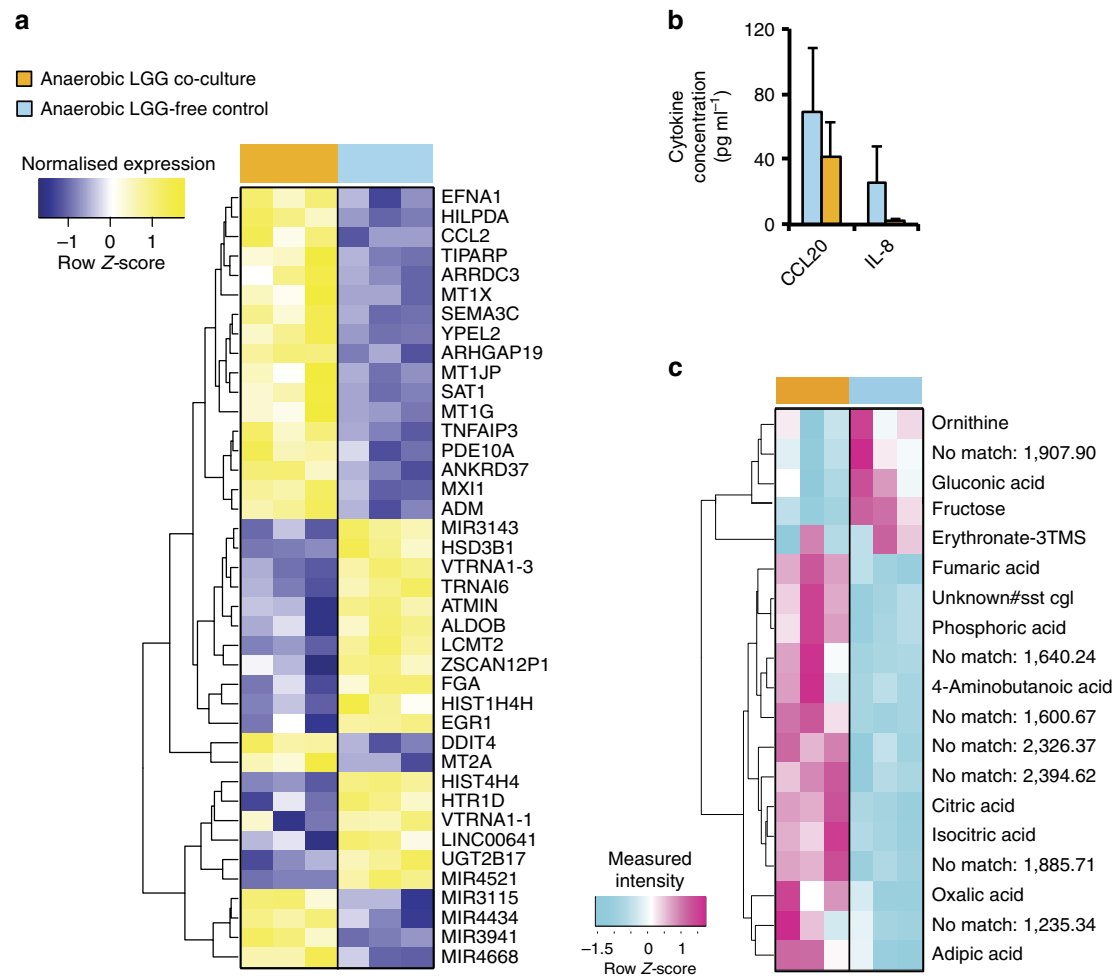 a
Anaerobic LGG co-culture
Anaerobic LGG-free control
Normalised expression
−1 0 1
Row Z-score
EFNA1
HILPDA
CCL2
TIPARP
ARRDC3
MT1X
SEMA3C
YPEL2
ARHGAP19
MT1JP
SAT1
MT1G
TNFAIP3
PDE10A
ANKRD37
MXI1
ADM
MIR3143
HSD3B1
VTRNA1-3
TRNAI6
ATMIN
ALDOB
LCMT2
ZSCAN12P1
FGA
HIST1H4H
EGR1
DDIT4
MT2A
HIST4H4
HTR1D
VTRNA1-1
LINC00641
UGT2B17
MIR4521
MIR3115
MIR4434
MIR3941
MIR4668
b
Cytokine
concentration
(pg ml⁻¹)
120
80
40
0
CCL20
IL-8
c
Ornithine
No match: 1,907.90
Gluconic acid
Fructose
Erythronate-3TMS
Fumaric acid
Unknown#sst cgl
Phosphoric acid
No match: 1,640.24
4-Aminobutanoic acid
No match: 1,600.67
No match: 2,326.37
No match: 2,394.62
Citric acid
Isocitric acid
No match: 1,885.71
Oxalic acid
No match: 1,235.34
Adipic acid
Measured
intensity
−1.5 0 1
Row Z-score